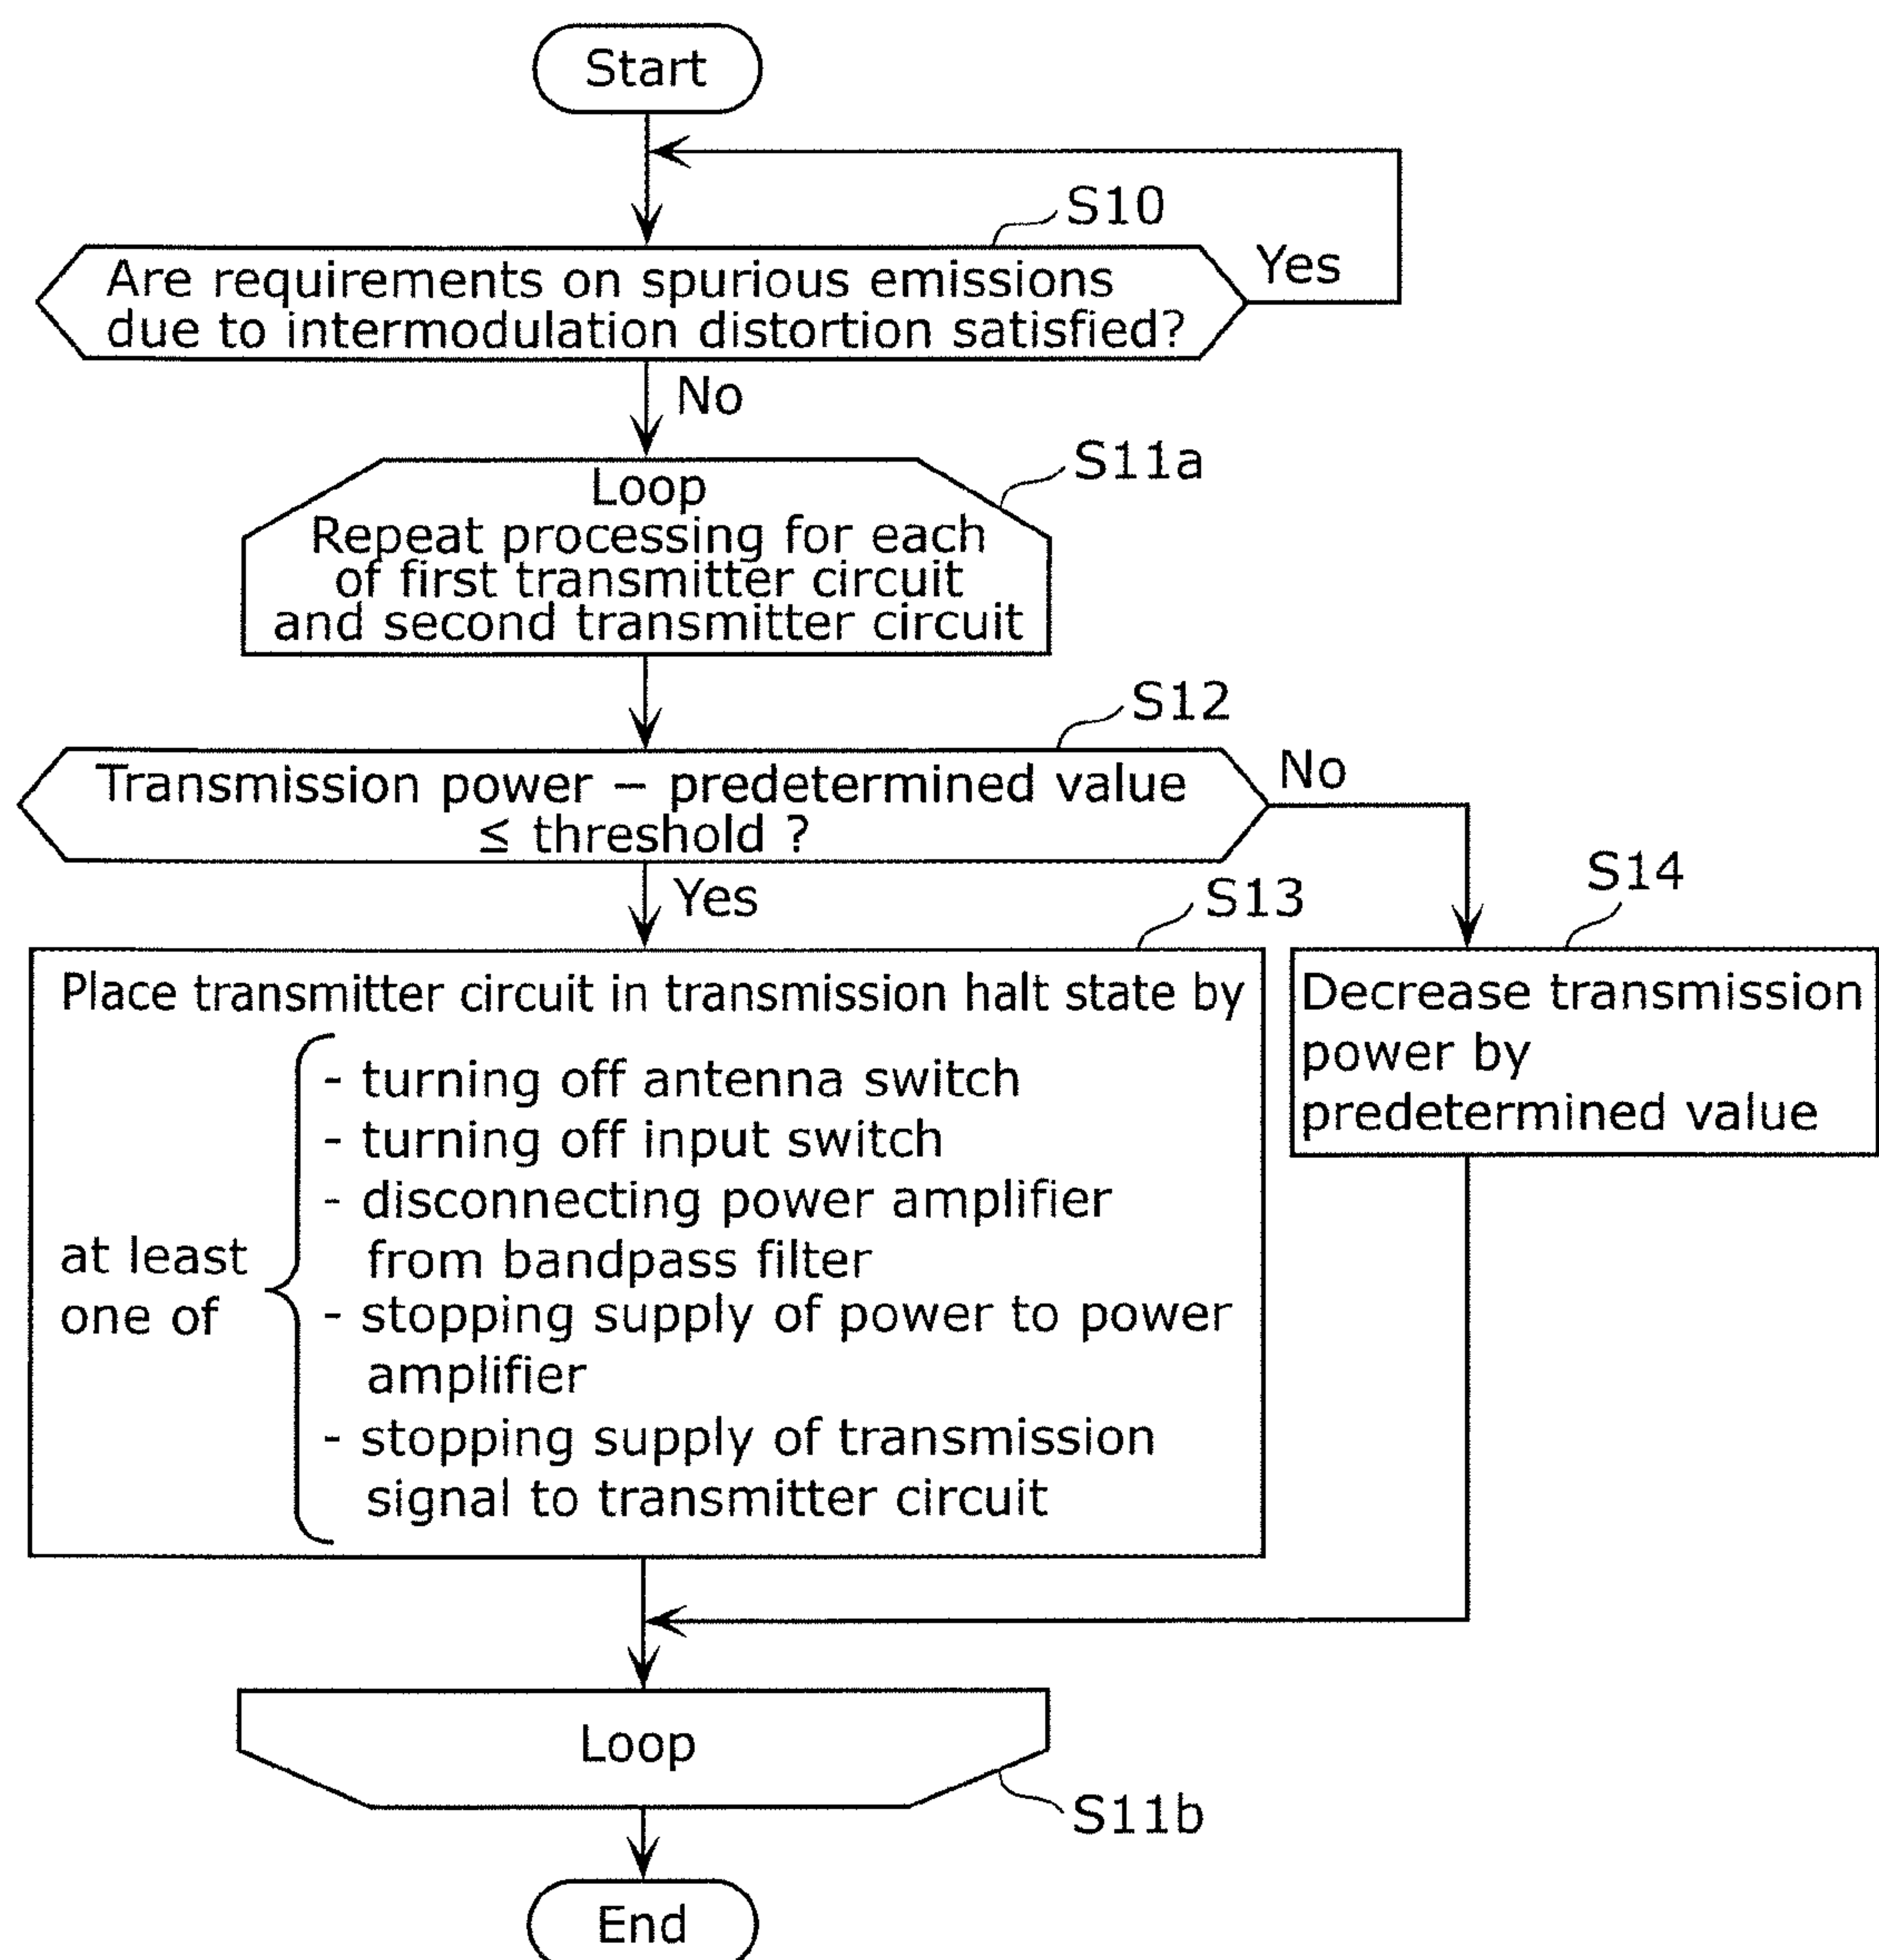 Start
S10
Are requirements on spurious emissions
due to intermodulation distortion satisfied?
Yes
No
S11a
Loop
Repeat processing for each
of first transmitter circuit
and second transmitter circuit
S12
Transmission power – predetermined value
≤ threshold ?
No
Yes
S13
S14
Place transmitter circuit in transmission halt state by
at least
one of
- turning off antenna switch
- turning off input switch
- disconnecting power amplifier
from bandpass filter
- stopping supply of power to power
amplifier
- stopping supply of transmission
signal to transmitter circuit
Decrease transmission
power by
predetermined value
Loop
S11b
End